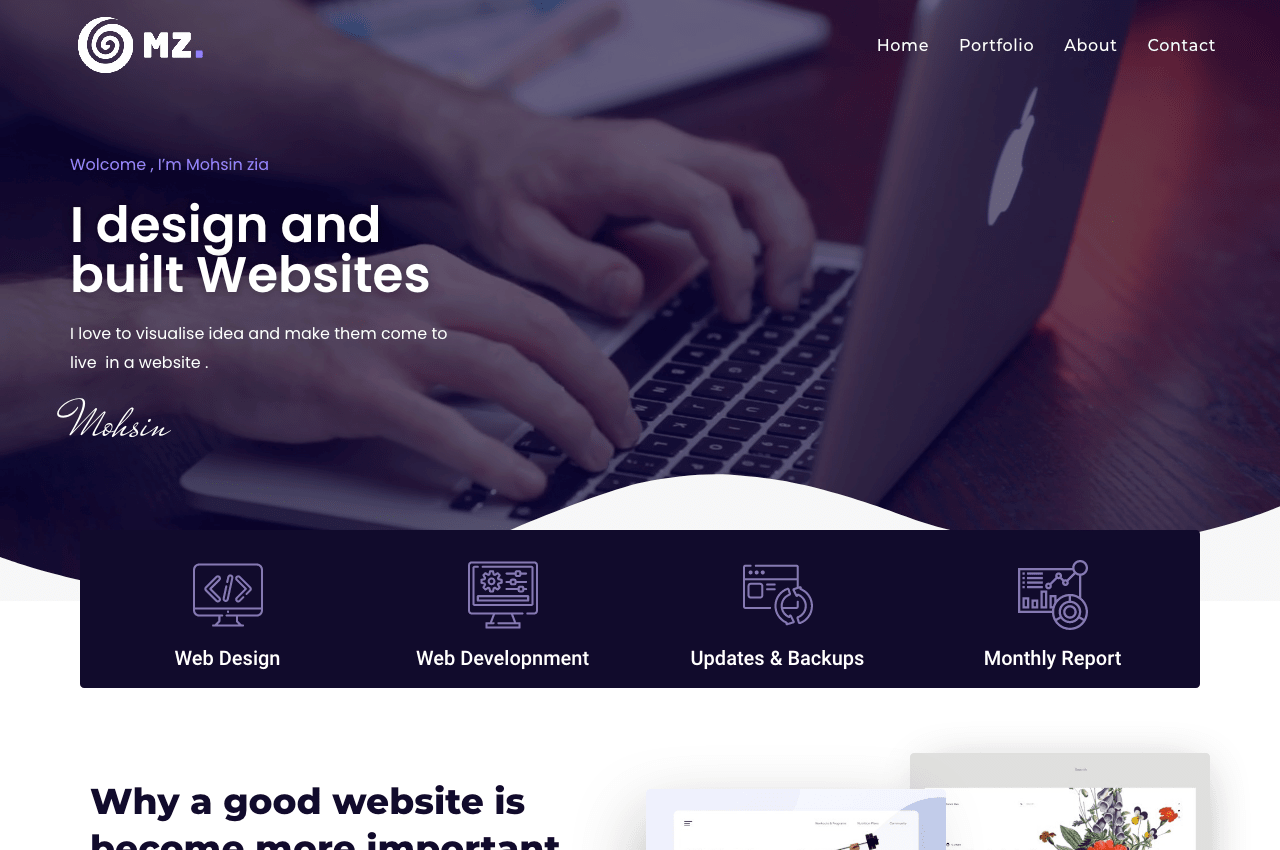 MZ.
Home Portfolio About Contact
Wolcome , I’m Mohsin zia
I design and
built Websites
I love to visualise idea and make them come to
live in a website .
Mohsin
Web Design Web Developnment Updates & Backups Monthly Report
Why a good website is
become more important